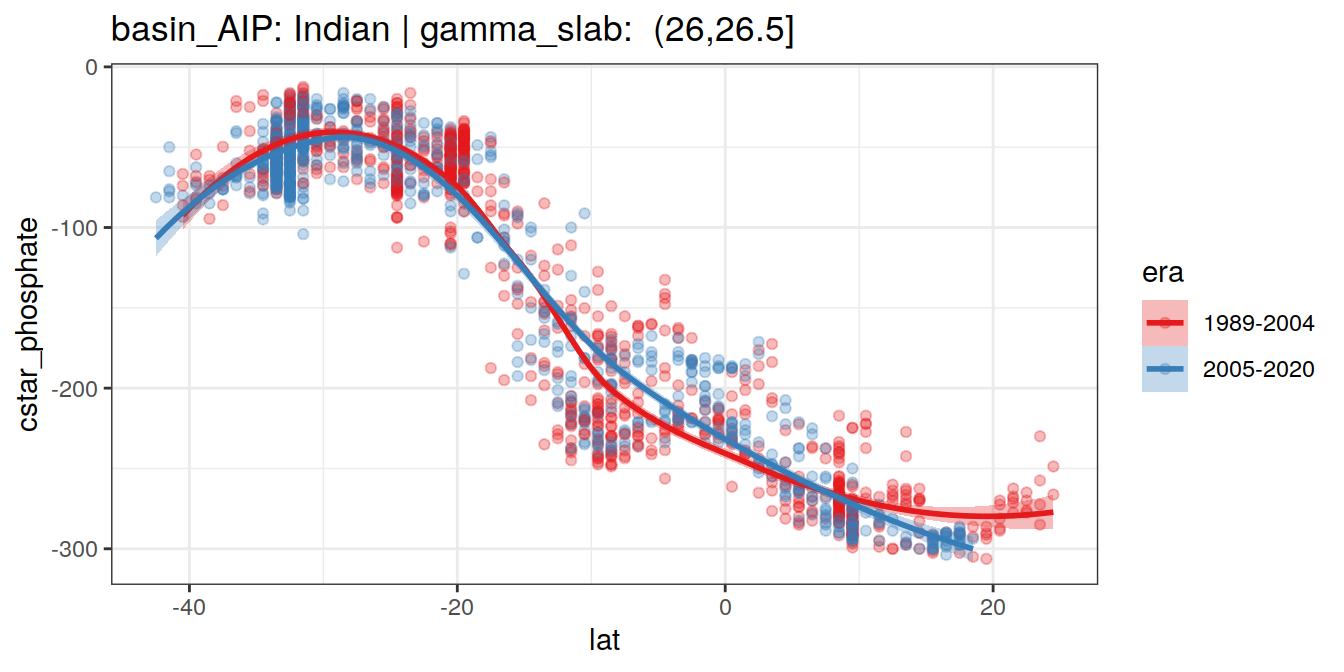 basin_AIP: Indian | gamma_slab:  (26,26.5]
0
-100
-200
-300
cstar_phosphate
-40
-20
0
20
lat
era
1989-2004
2005-2020